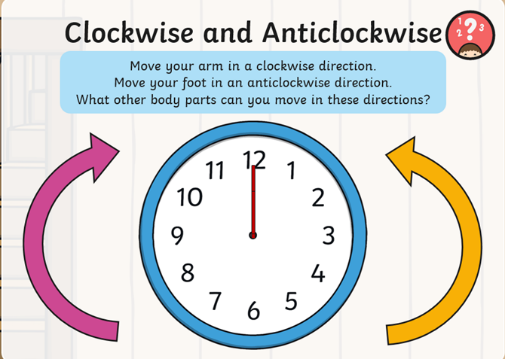 Clockwise and Anticlockwise
1 ? 2 3
Move your arm in a clockwise direction.
Move your foot in an anticlockwise direction.
What other body parts can you move in these directions?
12
11 1
10 2
9 3
8 4
7 5
6